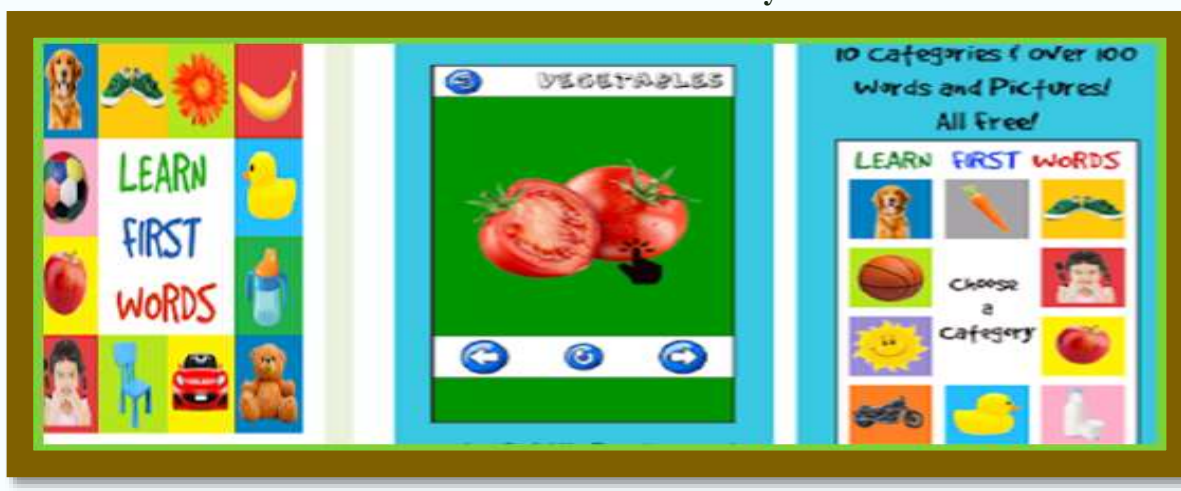 LEARN
FIRST
WORDS
VEGETABLES
10 Categories & over 100
Words and Pictures!
All Free!
LEARN FIRST WORDS
Choose
a
Category